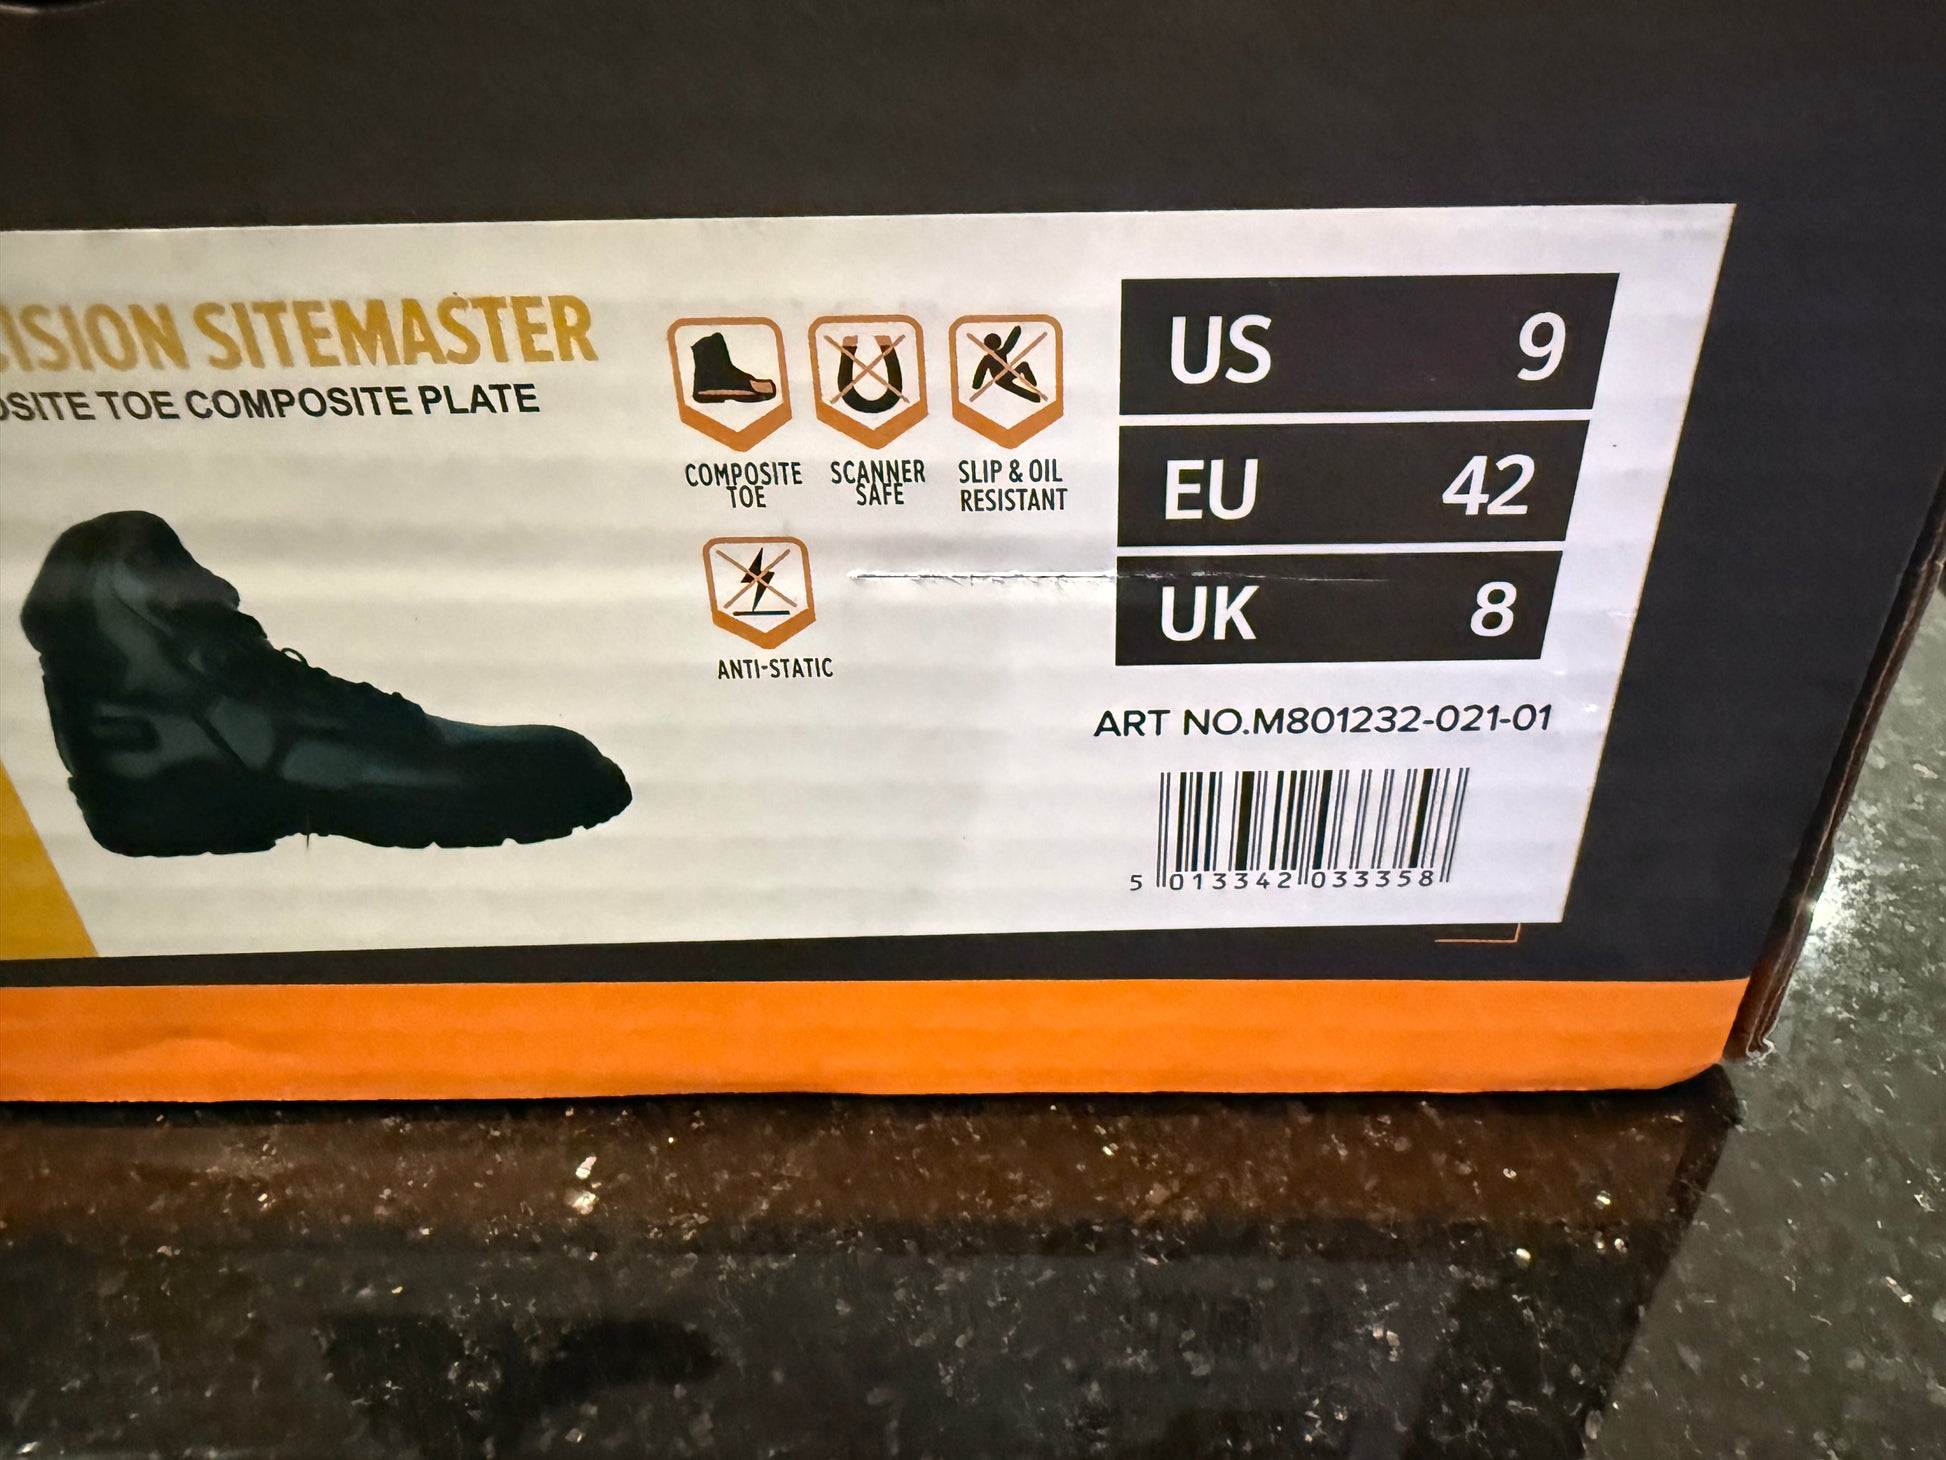 CISION SITEMASTER
OSITE TOE COMPOSITE PLATE
COMPOSITE
TOE
SCANNER
SAFE
SLIP & OIL
RESISTANT
ANTI-STATIC
US 9
EU 42
UK 8
ART NO.M801232-021-01
5 013342 033358